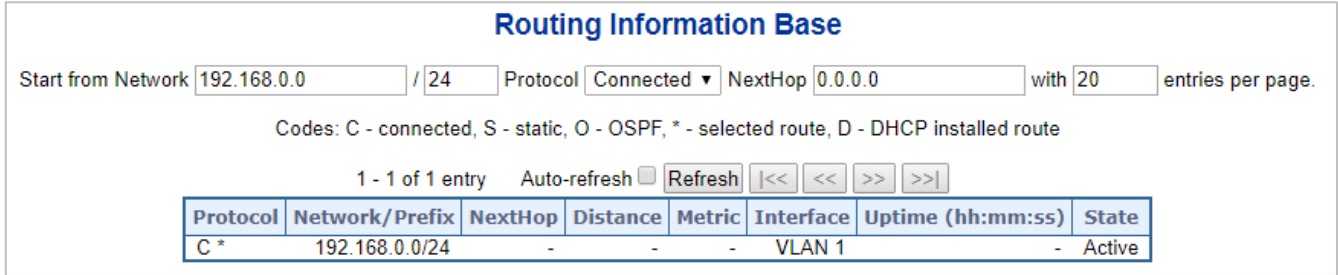 Routing Information Base
Start from Network 192.168.0.0 / 24 Protocol Connected NextHop 0.0.0.0 with 20 entries per page.
Codes: C - connected, S - static, O - OSPF, * - selected route, D - DHCP installed route
1 - 1 of 1 entry Auto-refresh Refresh |<< << >> >>|
Protocol Network/Prefix NextHop Distance Metric Interface Uptime (hh:mm:ss) State
C * 192.168.0.0/24 - - - VLAN 1 - Active